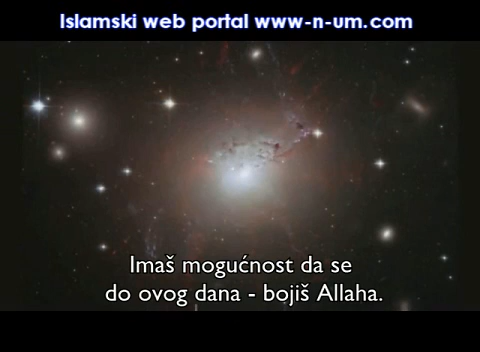 Islamski web portal www-n-um.com
Imaš mogućnost da se
do ovog dana - bojiš Allaha.